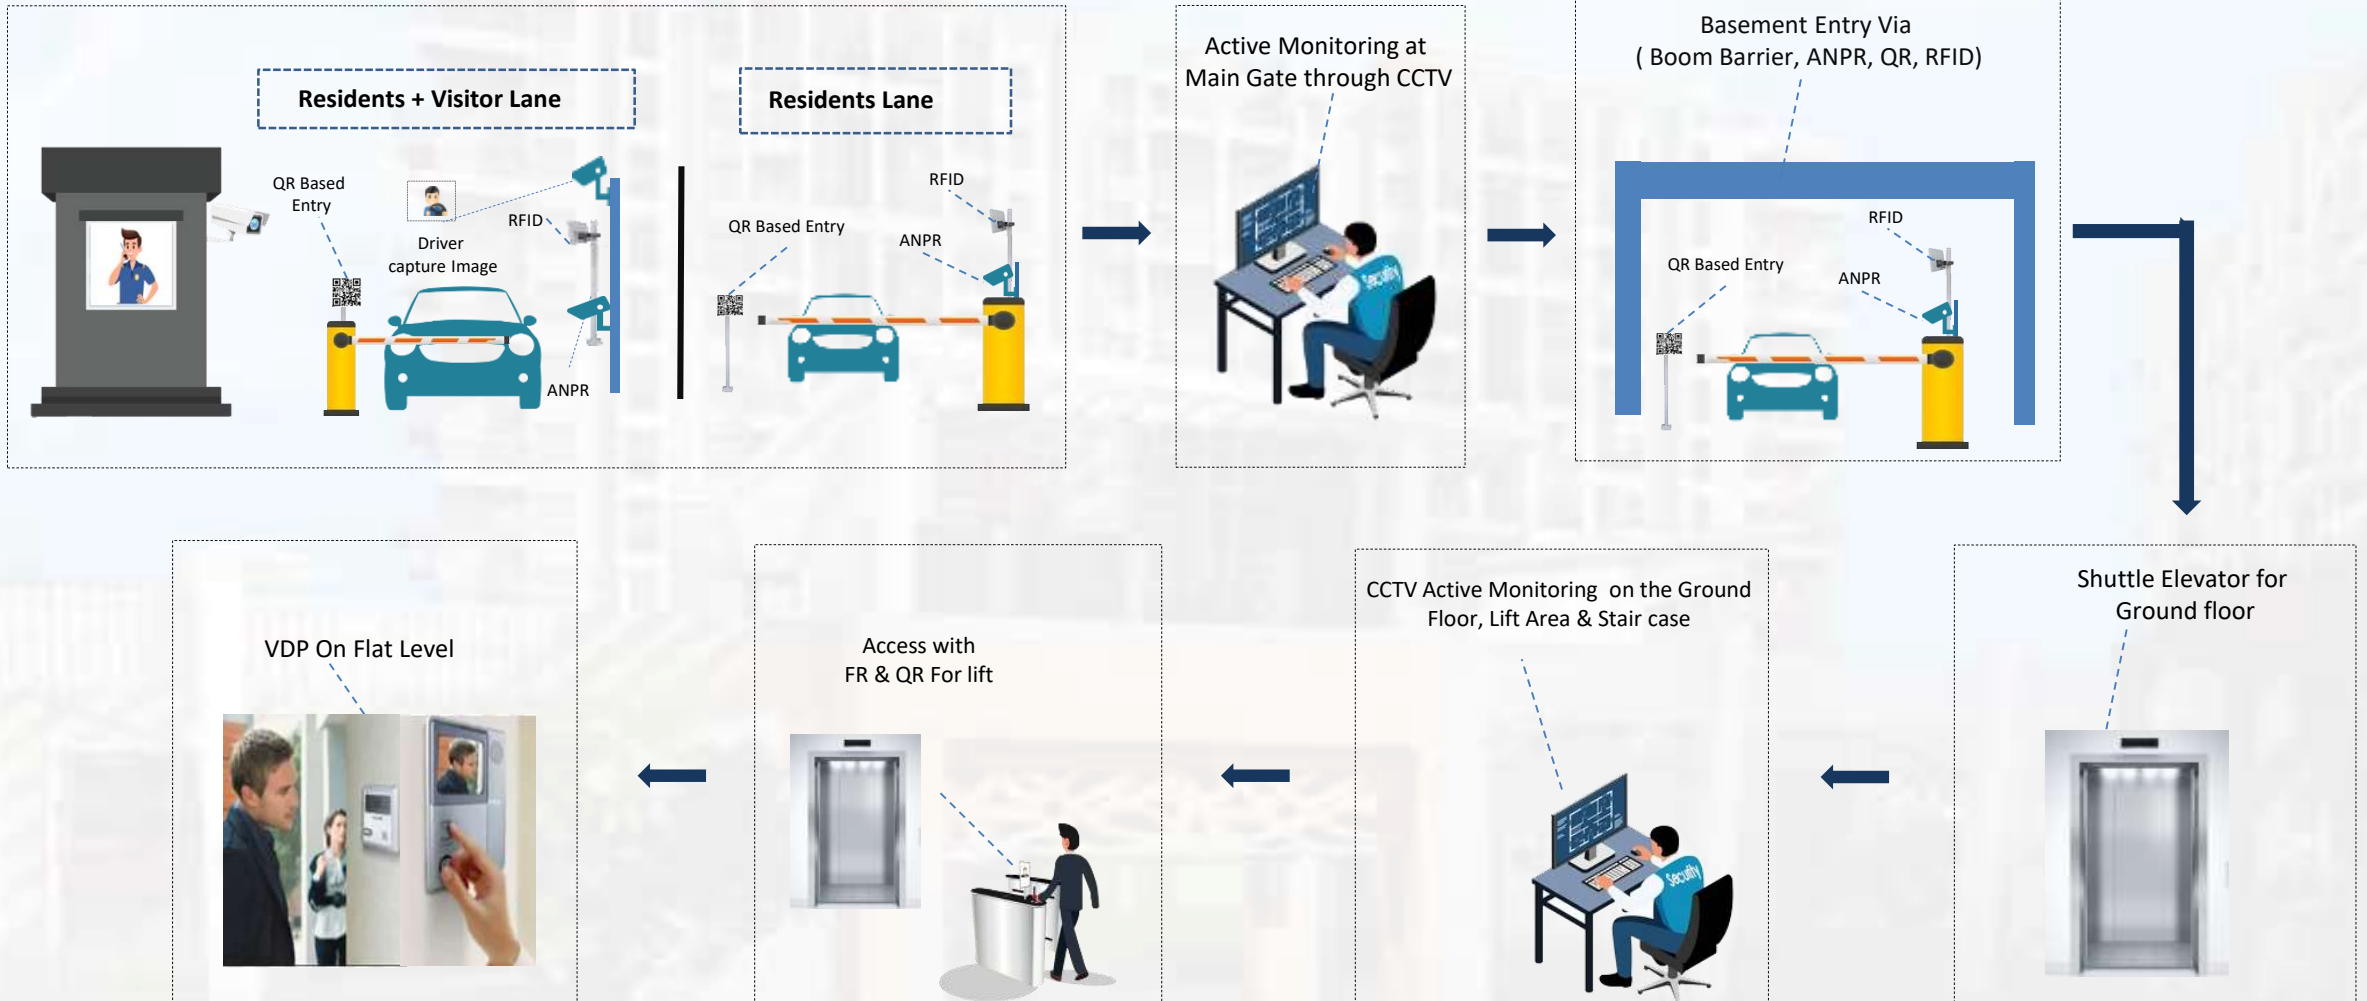 Residents + Visitor Lane
Residents Lane
QR Based
Entry
Driver
capture Image
RFID
ANPR
QR Based Entry
RFID
ANPR
Active Monitoring at
Main Gate through CCTV
Security
Basement Entry Via
( Boom Barrier, ANPR, QR, RFID)
RFID
QR Based Entry
ANPR
Shuttle Elevator for
Ground floor
CCTV Active Monitoring on the Ground
Floor, Lift Area & Stair case
Security
Access with
FR & QR For lift
VDP On Flat Level